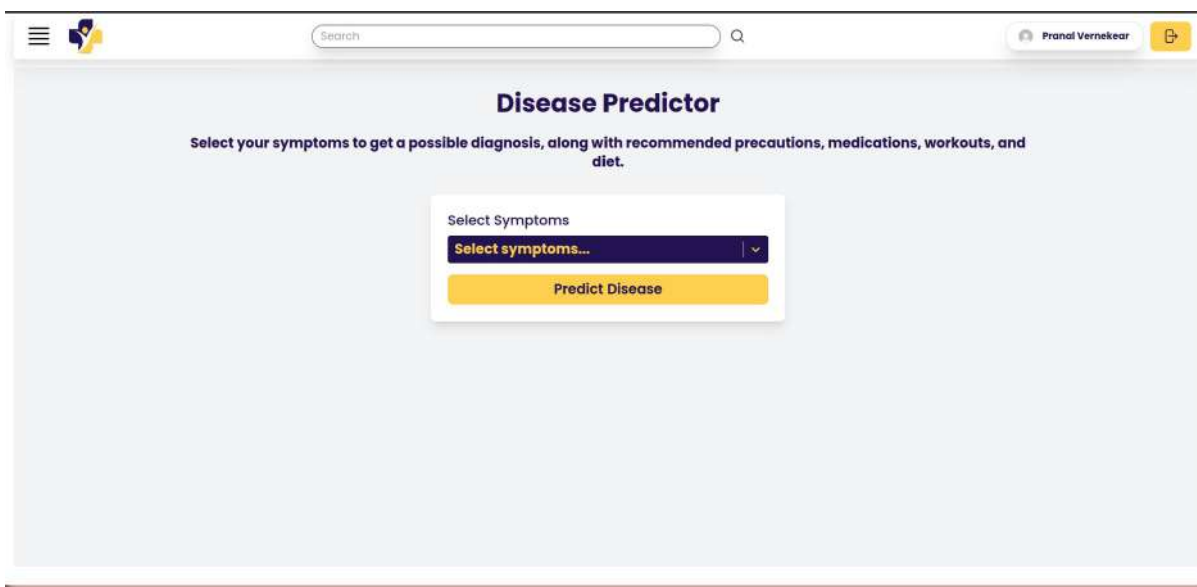 Search
Pranal Vernekear
Disease Predictor
Select your symptoms to get a possible diagnosis, along with recommended precautions, medications, workouts, and
diet.
Select Symptoms
Select symptoms...
Predict Disease